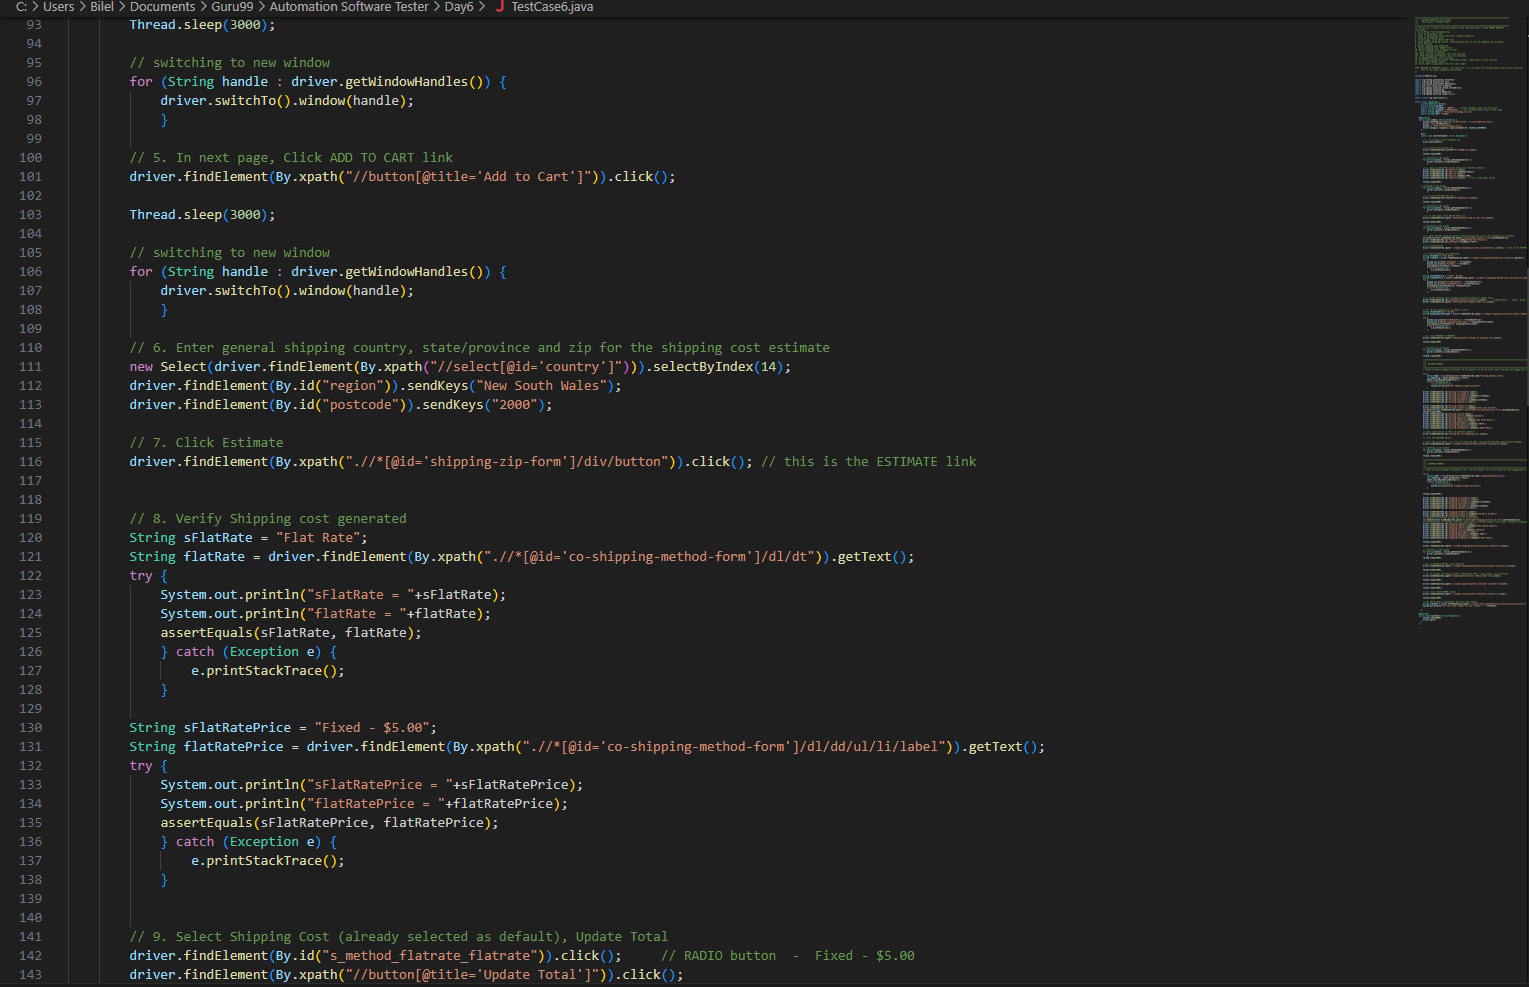 C: > Users > Bilel > Documents > Guru99 > Automation Software Tester > Day6 > J TestCase6.java
93 Thread.sleep(3000);
94
95 // switching to new window
96 for (String handle : driver.getWindowHandles()) {
97 driver.switchTo().window(handle);
98 }
99
100 // 5. In next page, Click ADD TO CART link
101 driver.findElement(By.xpath("//button[@title='Add to Cart']")).click();
102
103 Thread.sleep(3000);
104
105 // switching to new window
106 for (String handle : driver.getWindowHandles()) {
107 driver.switchTo().window(handle);
108 }
109
110 // 6. Enter general shipping country, state/province and zip for the shipping cost estimate
111 new Select(driver.findElement(By.xpath("//select[@id='country']"))).selectByIndex(14);
112 driver.findElement(By.id("region")).sendKeys("New South Wales");
113 driver.findElement(By.id("postcode")).sendKeys("2000");
114
115 // 7. Click Estimate
116 driver.findElement(By.xpath(".//*[@id='shipping-zip-form']/div/button")).click(); // this is the ESTIMATE link
117
118
119 // 8. Verify Shipping cost generated
120 String sFlatRate = "Flat Rate";
121 String flatRate = driver.findElement(By.xpath(".//*[@id='co-shipping-method-form']/dl/dt")).getText();
122 try {
123 System.out.println("sFlatRate = "+sFlatRate);
124 System.out.println("flatRate = "+flatRate);
125 assertEquals(sFlatRate, flatRate);
126 } catch (Exception e) {
127 e.printStackTrace();
128 }
129
130 String sFlatRatePrice = "Fixed - $5.00";
131 String flatRatePrice = driver.findElement(By.xpath(".//*[@id='co-shipping-method-form']/dl/dd/ul/li/label")).getText();
132 try {
133 System.out.println("sFlatRatePrice = "+sFlatRatePrice);
134 System.out.println("flatRatePrice = "+flatRatePrice);
135 assertEquals(sFlatRatePrice, flatRatePrice);
136 } catch (Exception e) {
137 e.printStackTrace();
138 }
139
140
141 // 9. Select Shipping Cost (already selected as default), Update Total
142 driver.findElement(By.id("s_method_flatrate_flatrate")).click(); // RADIO button - Fixed - $5.00
143 driver.findElement(By.xpath("//button[@title='Update Total']")).click();